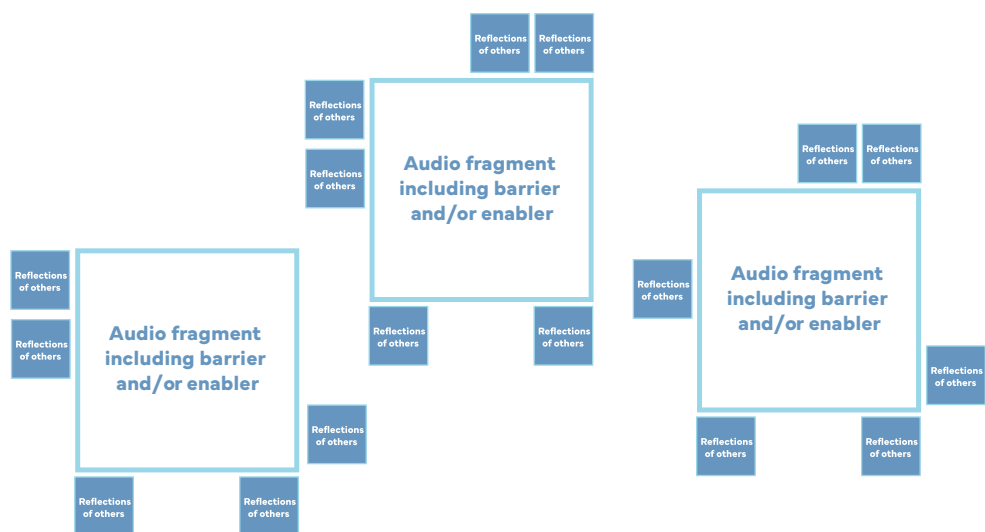 Reflections
of others
Reflections
of others
Reflections
of others
Reflections
of others
Audio fragment
including barrier
and/or enabler
Reflections
of others
Reflections
of others
Reflections
of others
Reflections
of others
Audio fragment
including barrier
and/or enabler
Reflections
of others
Reflections
of others
Reflections
of others
Reflections
of others
Reflections
of others
Audio fragment
including barrier
and/or enabler
Reflections
of others
Reflections
of others
Reflections
of others
Reflections
of others